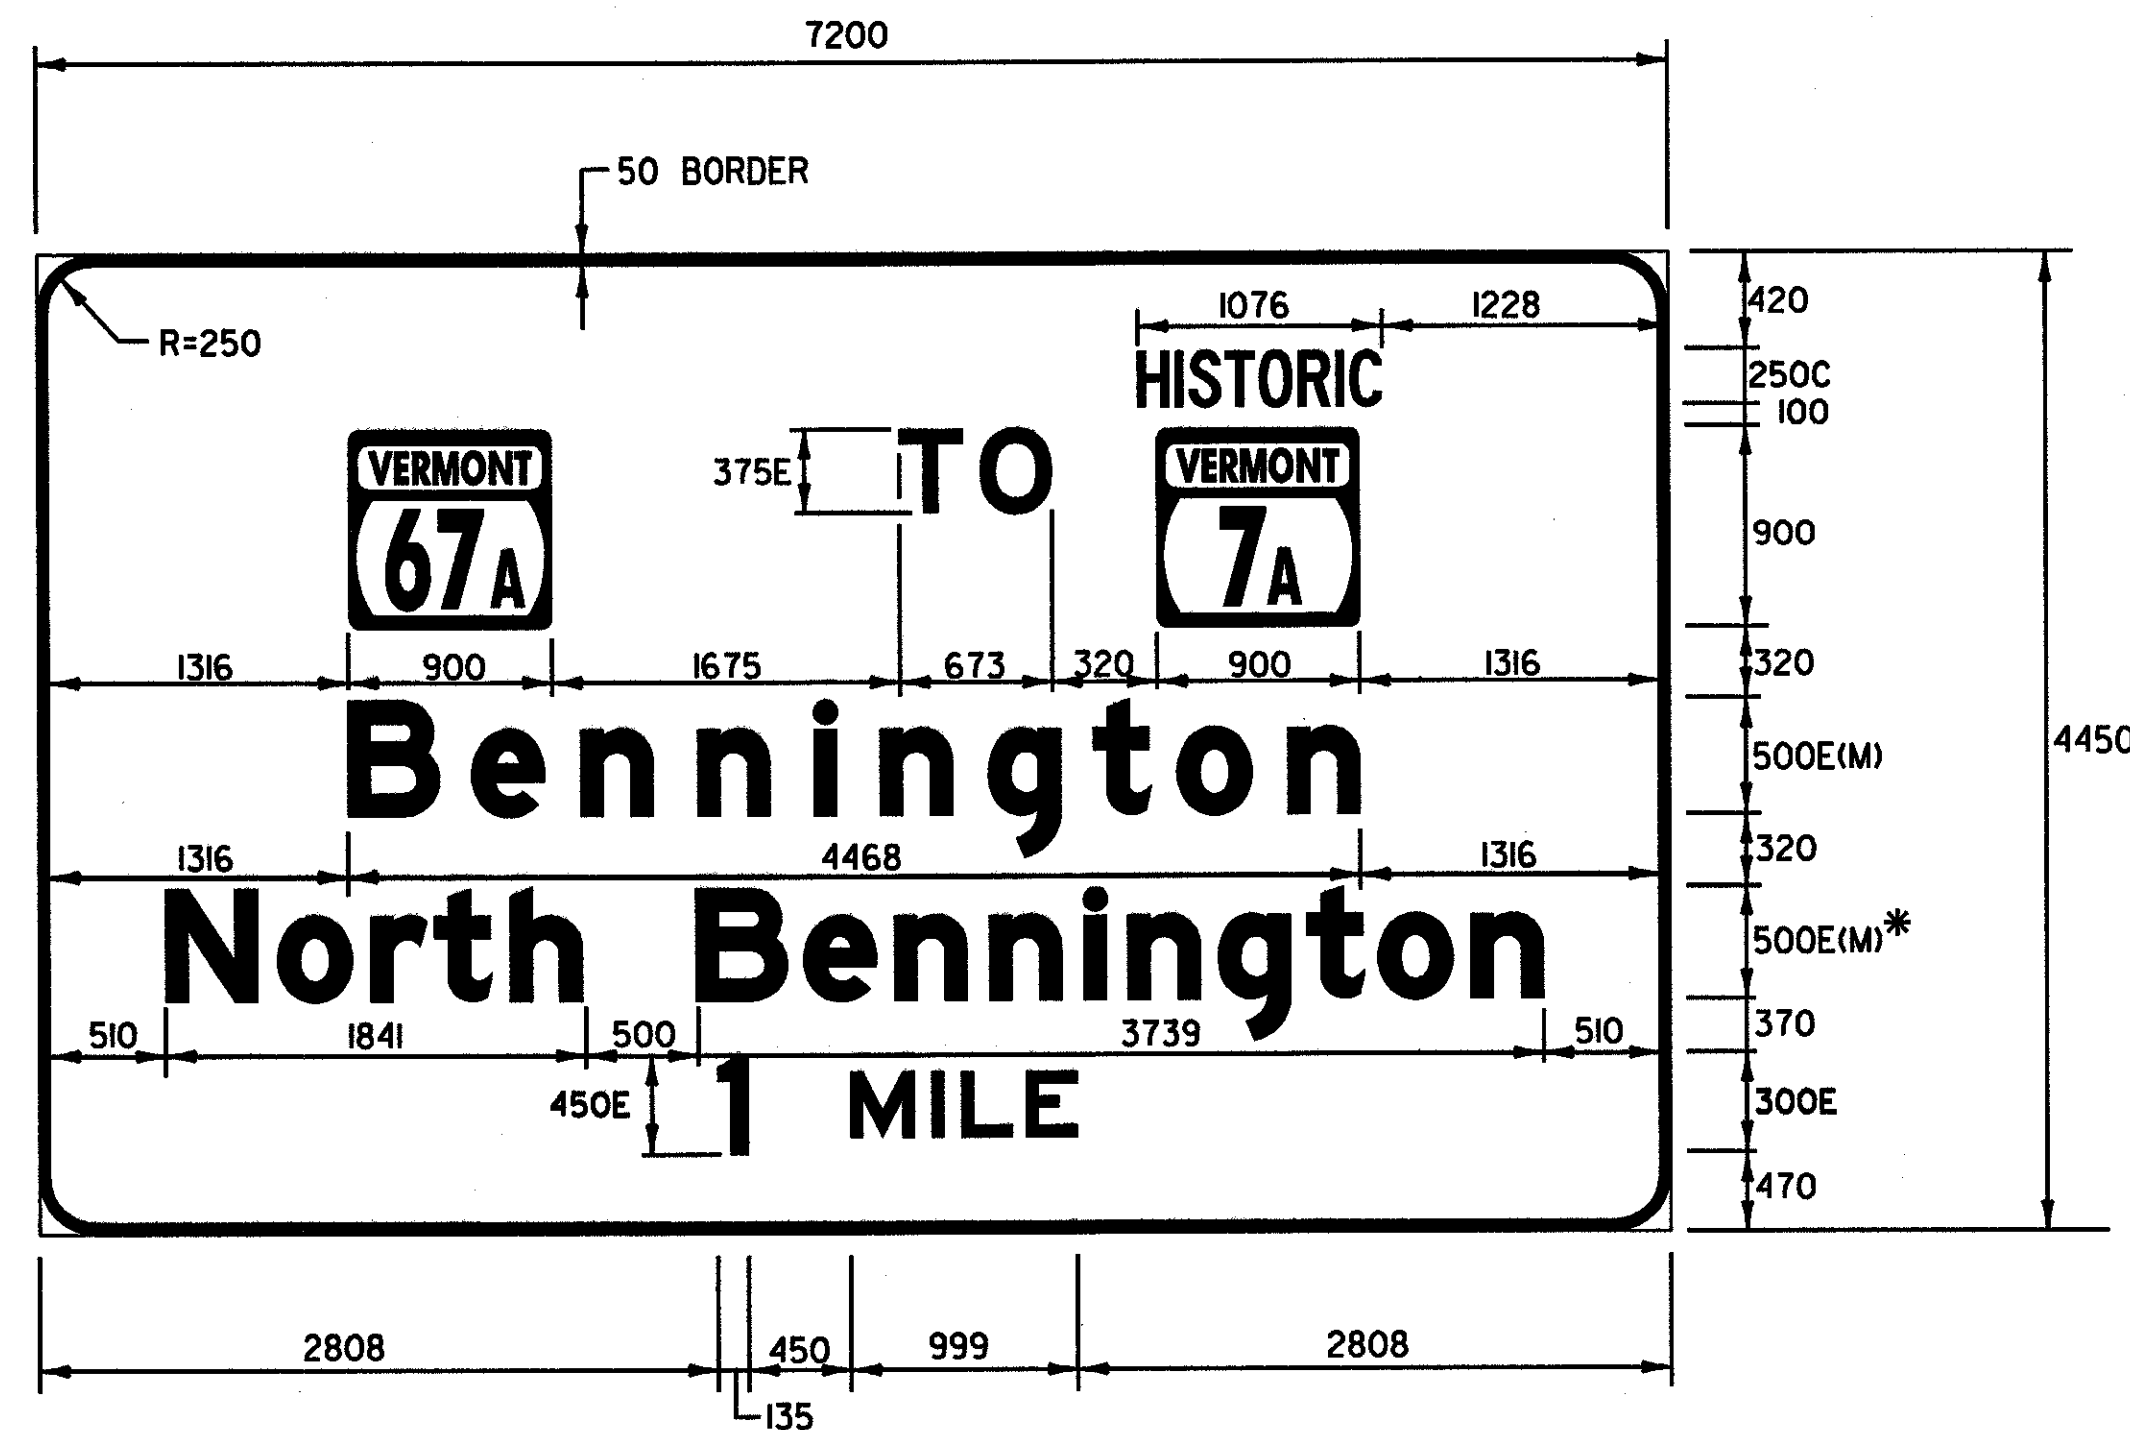 7200
50 BORDER
R=250
1076 1228
420
HISTORIC
250C
100
VERMONT
67A
375E
TO
VERMONT
7A
900
1316 900 1675 673 320 900 1316
320
Bennington
500E(M)
4450
1316 4468 1316
320
North Bennington
500E(M)*
510 1841 500 3739 510
370
450E
1 MILE
300E
470
2808 450 999 2808
135